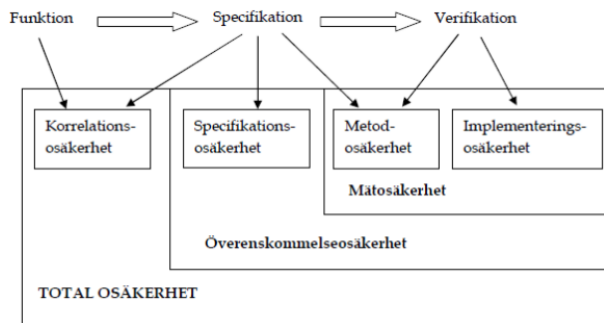 Funktion
Specifikation
Verifikation
Korrelations-
osäkerhet
Specifikations-
osäkerhet
Metod-
osäkerhet
Implementerings-
osäkerhet
Mätosäkerhet
Överenskommelseosäkerhet
TOTAL OSÄKERHET